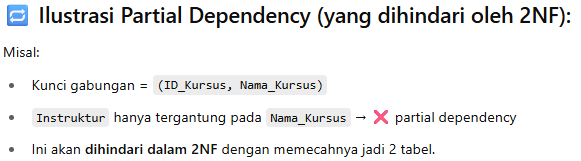 🔁 Ilustrasi Partial Dependency (yang dihindari oleh 2NF):
Misal:
• Kunci gabungan = (ID_Kursus, Nama_Kursus)
• Instruktur hanya tergantung pada Nama_Kursus → ❌ partial dependency
• Ini akan dihindari dalam 2NF dengan memecahnya jadi 2 tabel.